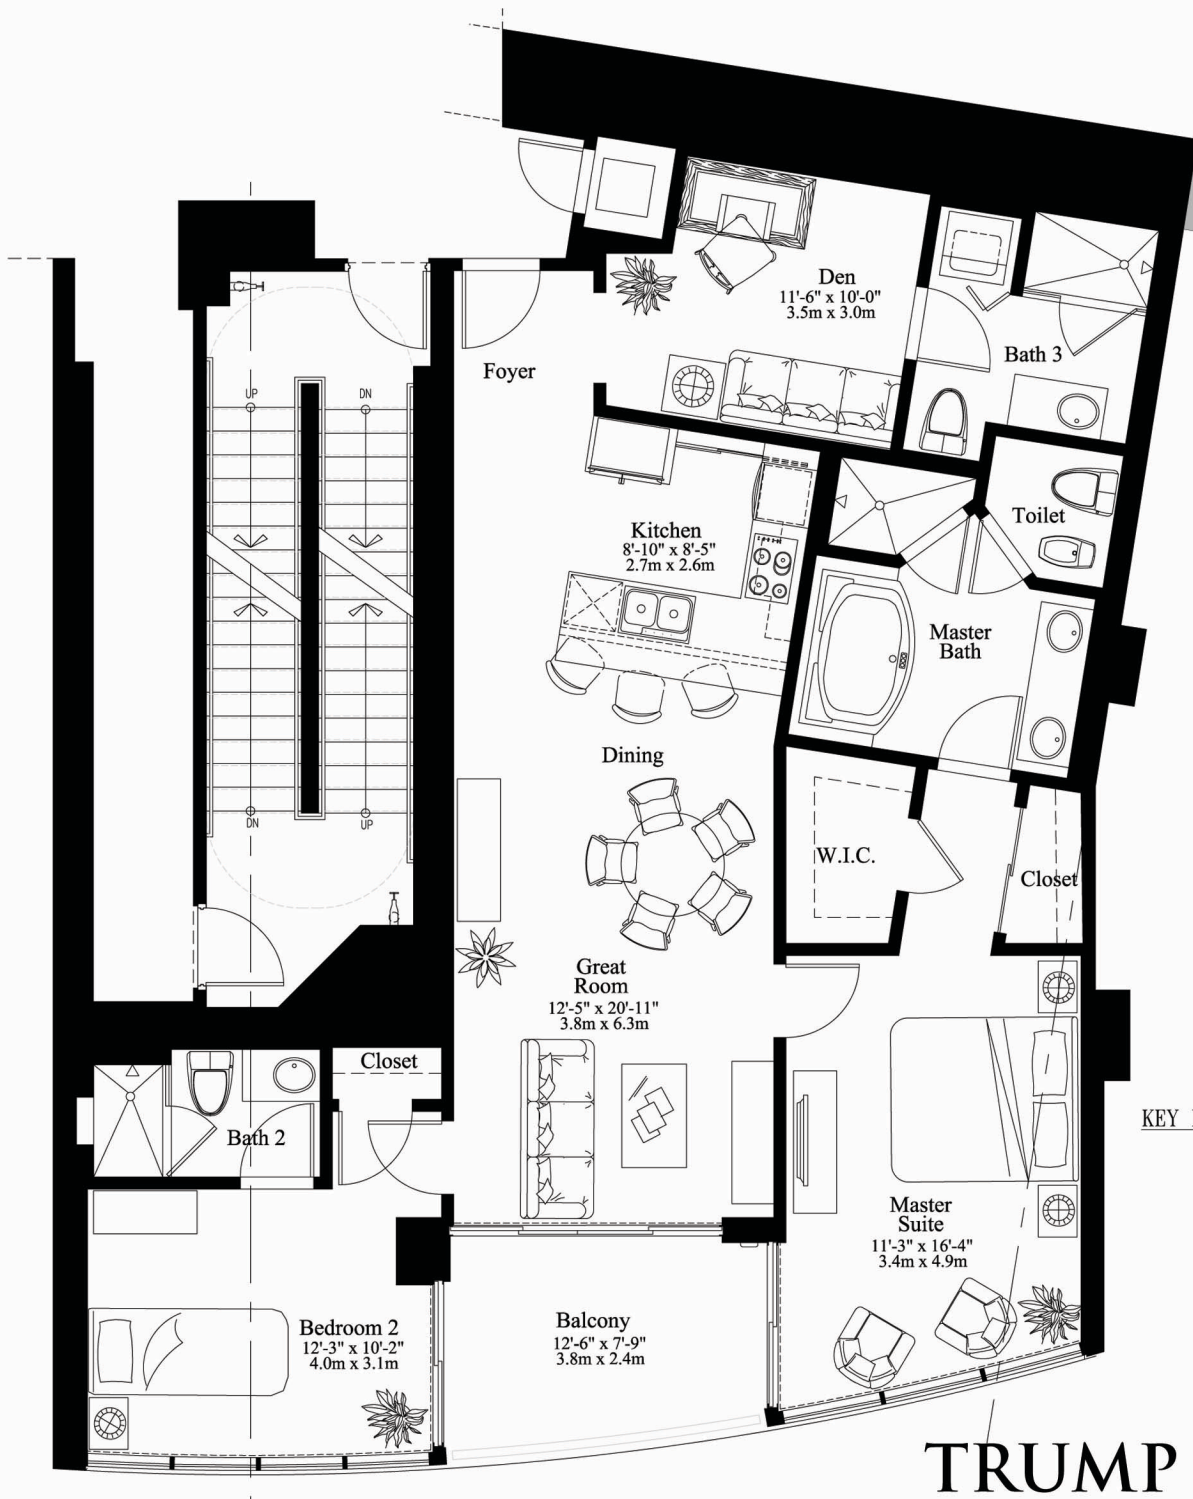 Den
11'-6" x 10'-0"
3.5m x 3.0m
Bath 3
Foyer
UP
DN
Kitchen
8'-10" x 8'-5"
2.7m x 2.6m
Toilet
Master
Bath
Dining
DN
UP
W.I.C.
Closet
Great
Room
12'-5" x 20'-11"
3.8m x 6.3m
Closet
Bath 2
KEY
Master
Suite
11'-3" x 16'-4"
3.4m x 4.9m
Bedroom 2
12'-3" x 10'-2"
4.0m x 3.1m
Balcony
12'-6" x 7'-9"
3.8m x 2.4m
TRUMP